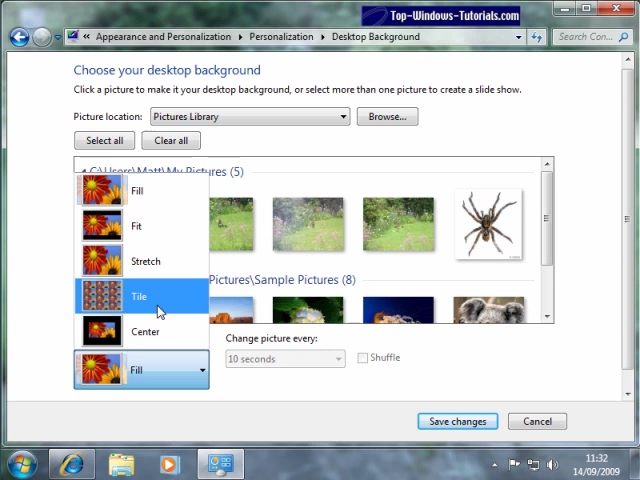 Top-Windows-Tutorials.com
« Appearance and Personalization Personalization Desktop Background
Search Con...
Choose your desktop background
Click a picture to make it your desktop background, or select more than one picture to create a slide show.
Picture location: Pictures Library Browse...
Select all Clear all
C:\Users\Matt\My Pictures (5)
Fill
Fit
Stretch
Pictures\Sample Pictures (8)
Tile
Center
Change picture every:
Fill
10 seconds Shuffle
Save changes Cancel
11:32
14/09/2009